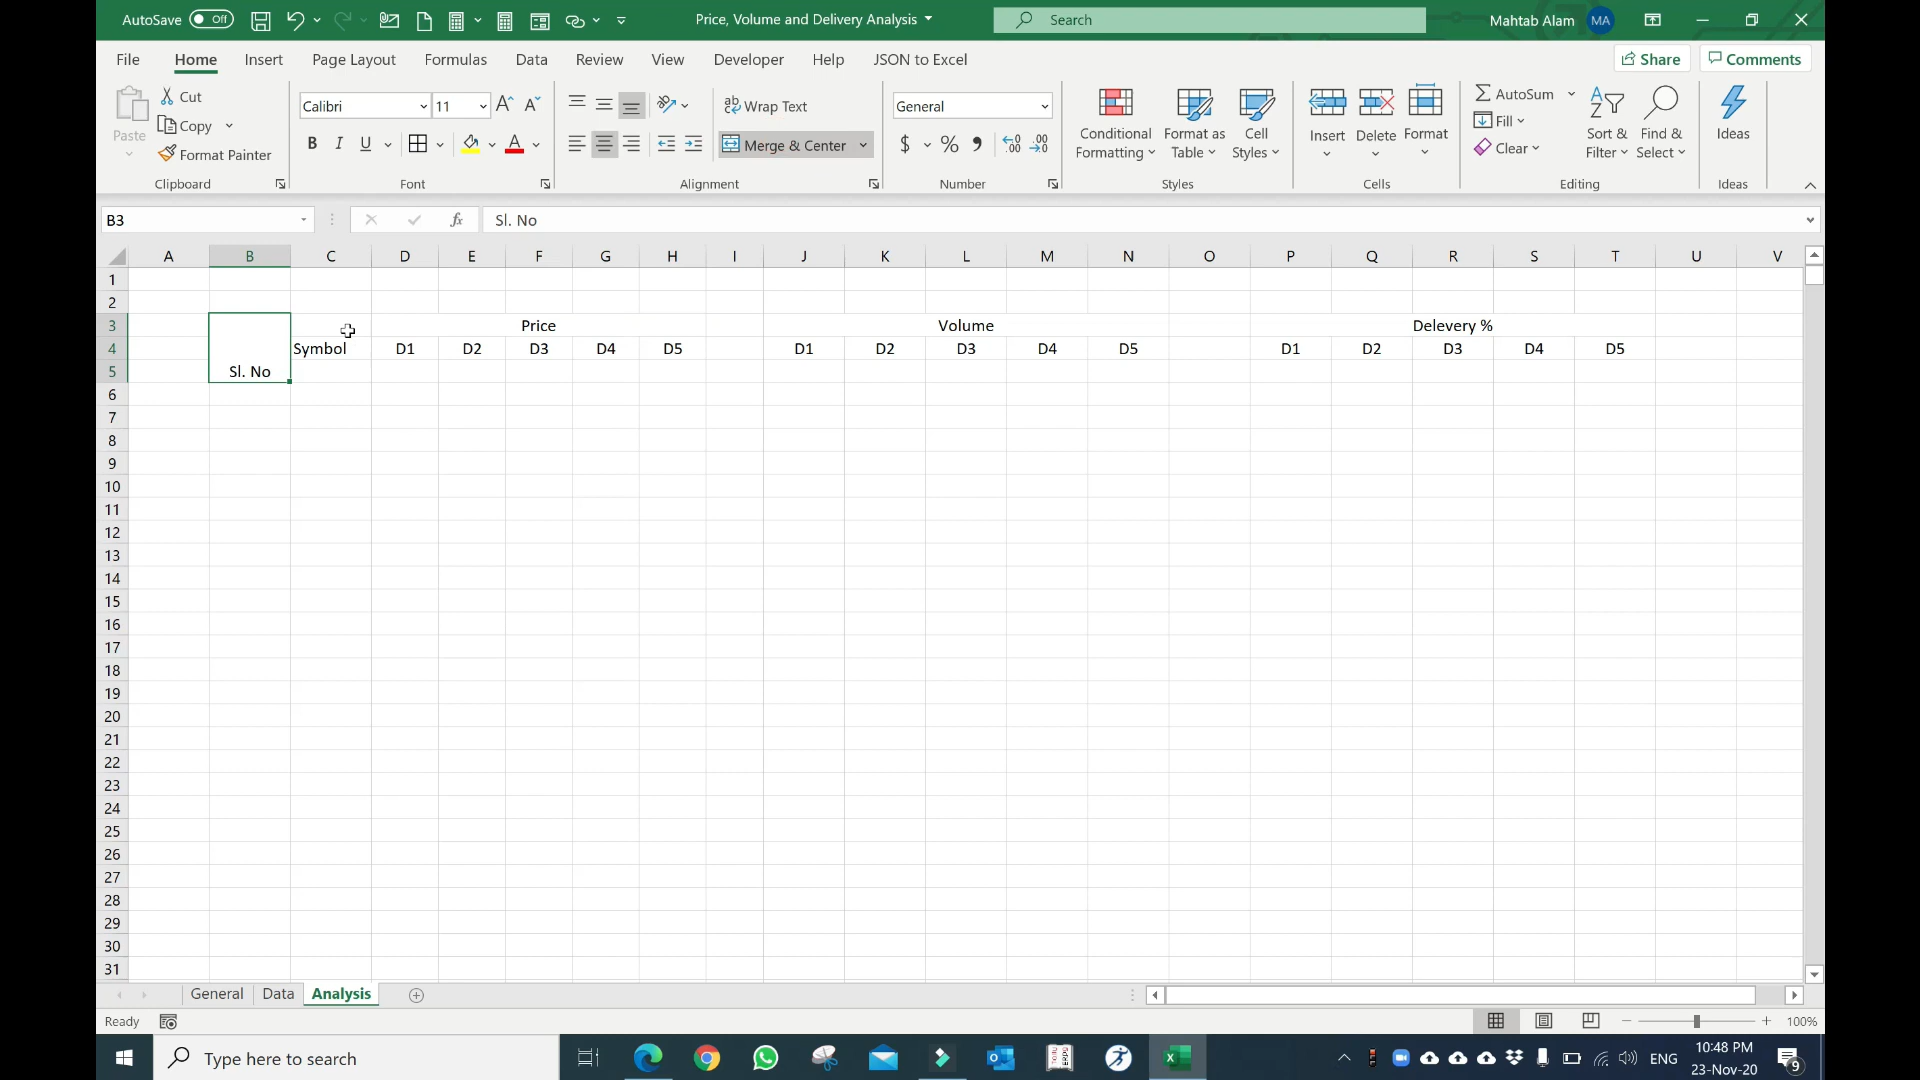 AutoSave Off Price, Volume and Delivery Analysis Search Mahtab Alam MA
File Home Insert Page Layout Formulas Data Review View Developer Help JSON to Excel Share Comments
Paste
Cut
Copy
Format Painter
Clipboard
Calibri 11
B I U
Font
Wrap Text
Merge & Center
Alignment
General
$ % 9
Number
Conditional Formatting
Format as Table
Cell Styles
Styles
Insert Delete Format
Cells
AutoSum
Fill
Clear
Sort & Filter
Find & Select
Editing
Ideas
Ideas
B3 fx Sl. No
A B C D E F G H I J K L M N O P Q R S T U V
1
2
3 Price Volume Delevery %
4 Symbol D1 D2 D3 D4 D5 D1 D2 D3 D4 D5 D1 D2 D3 D4 D5
5 Sl. No
6
7
8
9
10
11
12
13
14
15
16
17
18
19
20
21
22
23
24
25
26
27
28
29
30
31
General Data Analysis
Ready 100%
Type here to search ENG 10:48 PM
23-Nov-20 9